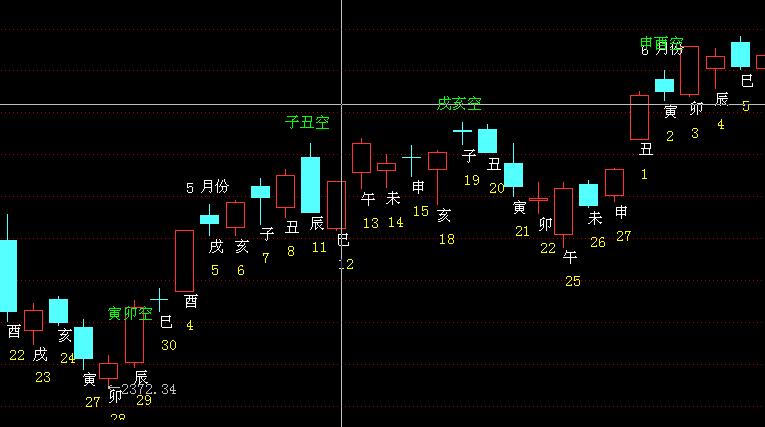 申酉空
6 月份
巳
5
辰
4
卯
3
寅
2
丑
1
戌亥空
子丑空
5 月份
子
19
丑
20
寅
21
卯
22
午
25
未
26
申
27
午
13
未
14
申
15
亥
18
戌
5
亥
6
子
7
丑
8
辰
11
巳
12
酉
4
寅卯空
巳
30
酉
22
戌
23
亥
24
寅
27
卯
28
辰
29
2372.34